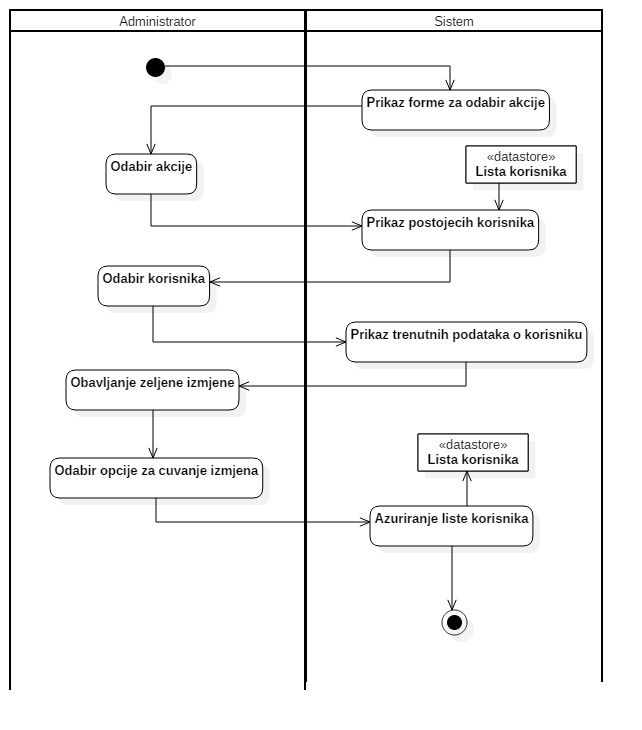 Administrator
Sistem
Prikaz forme za odabir akcije
Odabir akcije
«datastore»
Lista korisnika
Prikaz postojecih korisnika
Odabir korisnika
Prikaz trenutnih podataka o korisniku
Obavljanje zeljene izmjene
«datastore»
Lista korisnika
Odabir opcije za cuvanje izmjena
Azuriranje liste korisnika